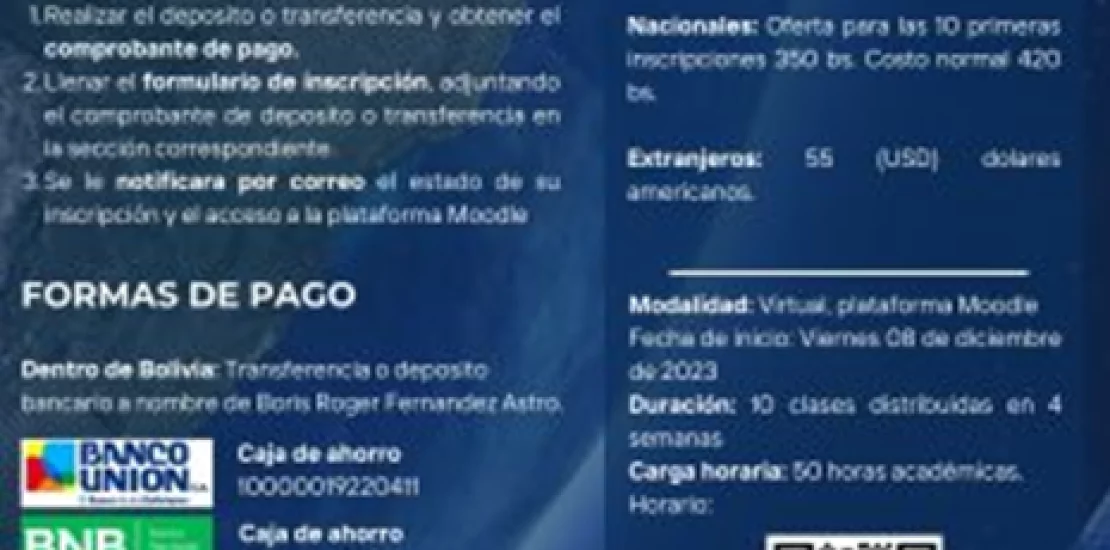 1.Realizar el deposito o transferencia y obtener el
comprobante de pago.
2.Llenar el formulario de inscripción, adjuntando
el comprobante de deposito o transferencia en
la sección correspondiente
3.Se le notificara por correo el estado de su
inscripción y el acceso a la plataforma Moodle
FORMAS DE PAGO
Dentro de Bolivia: Transferencia o deposito
bancario a nombre de Boris Roger Fernandez Astro.
BANCO
UNION
Caja de ahorro
10000019220411
BNB
Caja de ahorro
Nacionales: Oferta para las 10 primeras
inscripciones 350 bs. Costo normal 420
bs.
Extranjeros: 55 (USD) dolares
americanos.
Modalidad: Virtual, plataforma Moodle
Fecha de inicio: Viernes 08 de diciembre
de 2023
Duración: 10 clases distribuidas en 4
semanas
Carga horaria: 50 horas académicas.
Horario: